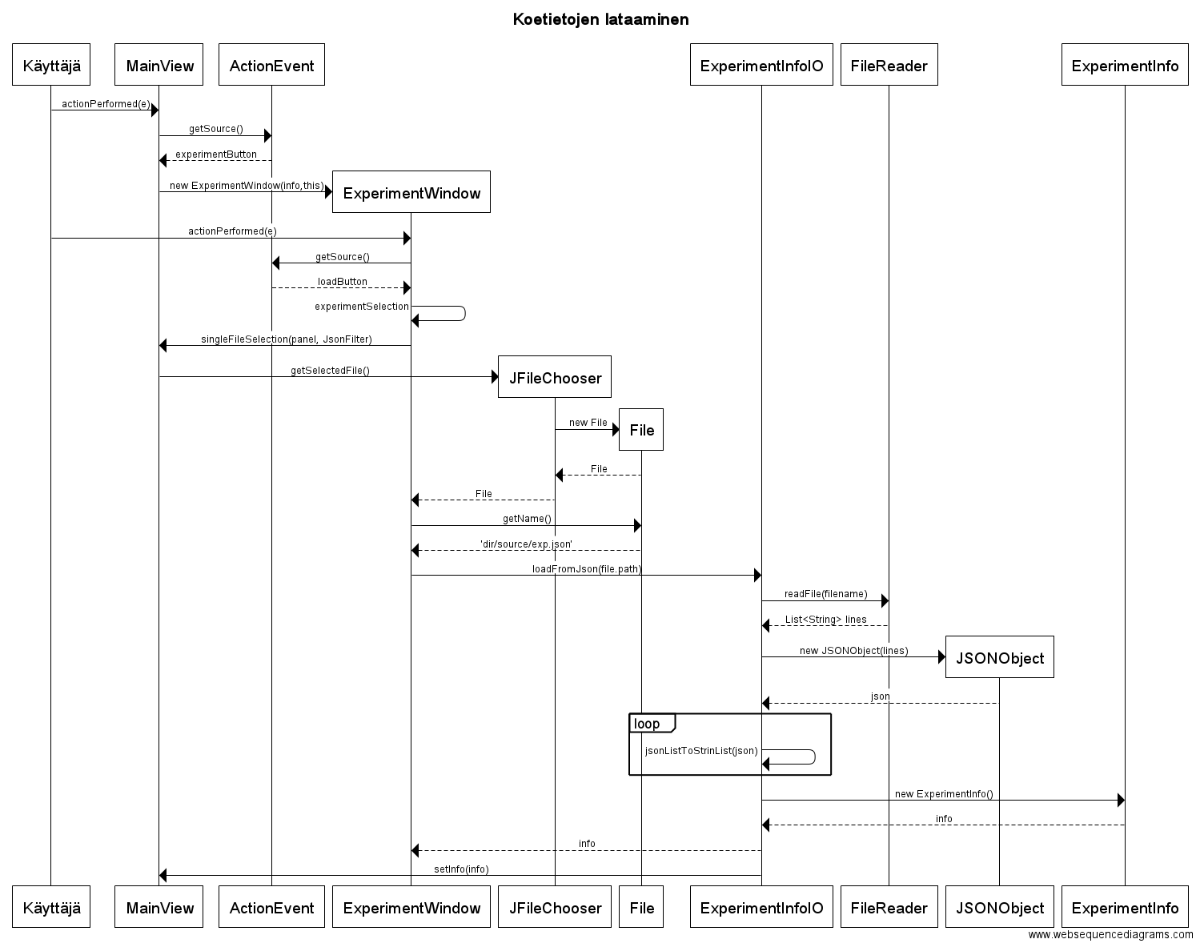 Koetietojen lataaminen
Käyttäjä MainView ActionEvent ExperimentInfoIO FileReader ExperimentInfo
actionPerformed(e)
getSource()
experimentButton
new ExperimentWindow(info,this)
ExperimentWindow
actionPerformed(e)
getSource()
loadButton
experimentSelection
singleFileSelection(panel, JsonFilter)
getSelectedFile()
JFileChooser
new File
File
File
File
getName()
'dir/source/exp.json'
loadFromJson(file.path)
readFile(filename)
List<String> lines
new JSONObject(lines)
JSONObject
json
loop
jsonListToStrinList(json)
new ExperimentInfo()
info
info
setInfo(info)
Käyttäjä MainView ActionEvent ExperimentWindow JFileChooser File ExperimentInfoIO FileReader JSONObject ExperimentInfo
www.websequencediagrams.com